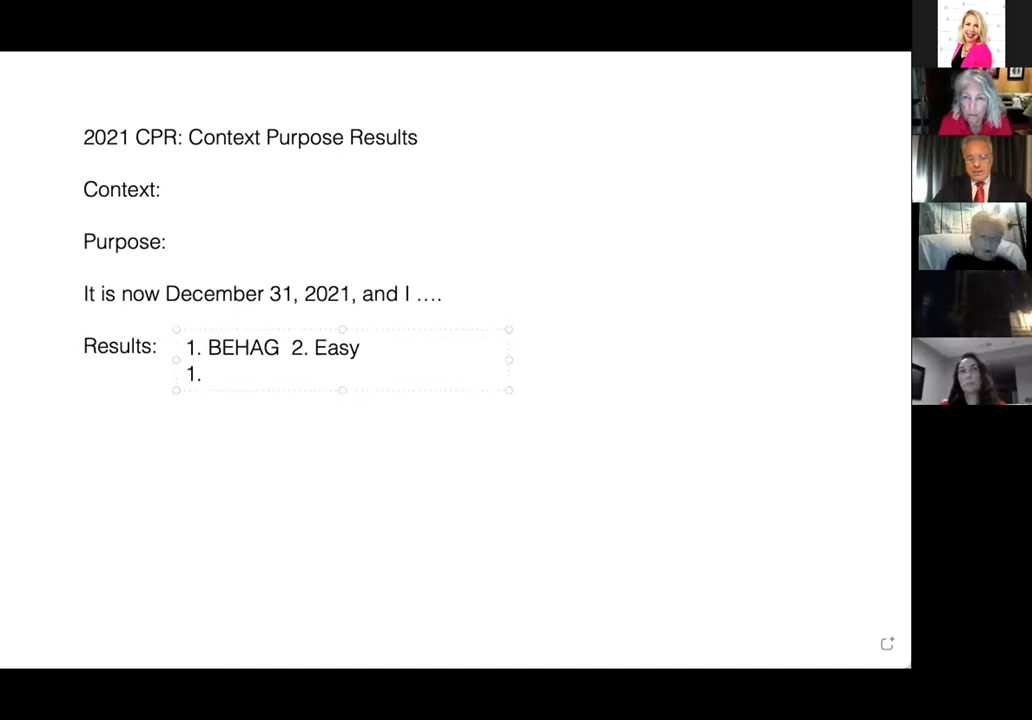 2021 CPR: Context Purpose Results
Context:
Purpose:
It is now December 31, 2021, and I ....
Results: 1. BEHAG 2. Easy
1.